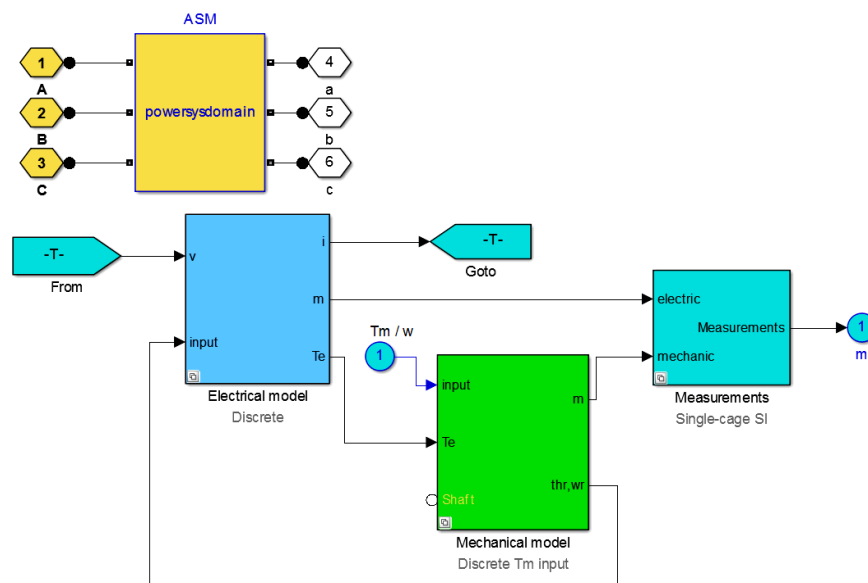 ASM
1
A
2
B
3
C
powersysdomain
4
a
5
b
6
c
-T-
From
v
input
i
m
Te
Electrical model
Discrete
-T-
Goto
Tm / w
1
input
Te
Shaft
m
thr,wr
Mechanical model
Discrete Tm input
electric
mechanic
Measurements
Measurements
Single-cage SI
1
m